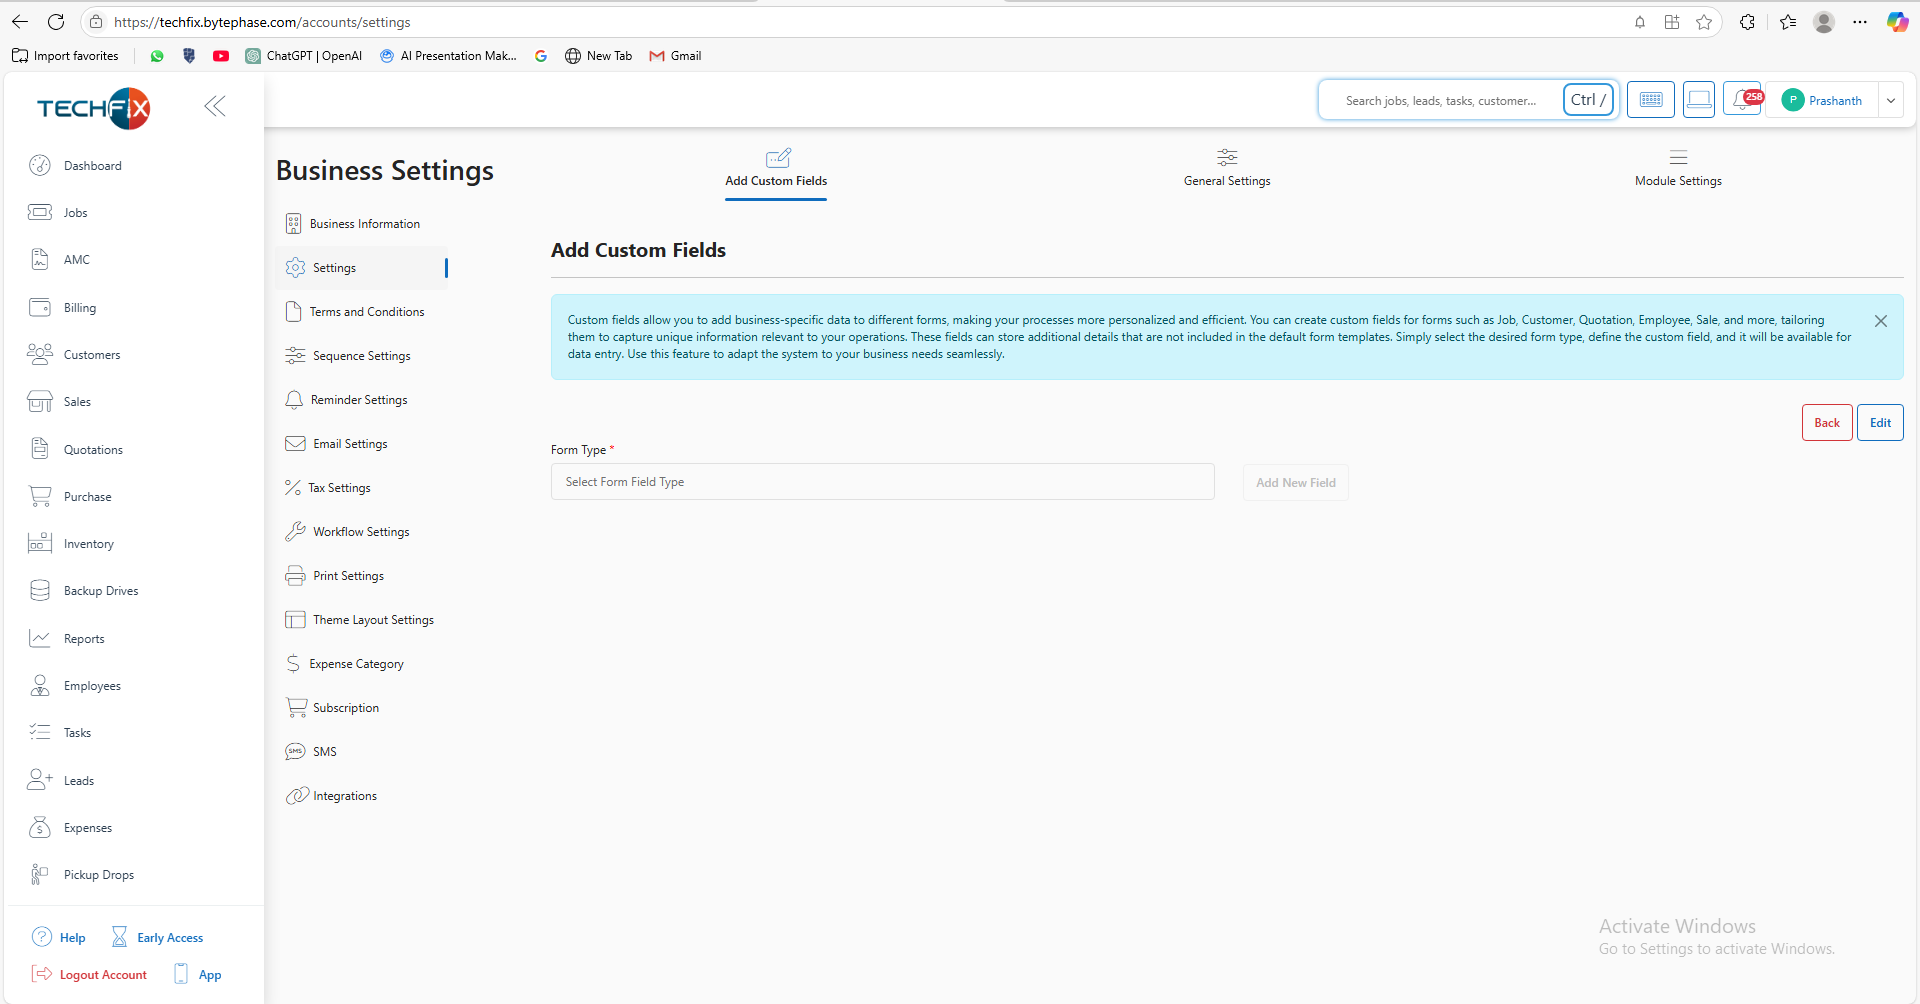 https://techfix.bytephase.com/accounts/settings
Import favorites
ChatGPT | OpenAI
AI Presentation Mak...
New Tab
Gmail
TECHFIX
Search jobs, leads, tasks, customer...
Ctrl /
258
P
Prashanth
Dashboard
Jobs
AMC
Billing
Customers
Sales
Quotations
Purchase
Inventory
Backup Drives
Reports
Employees
Tasks
Leads
Expenses
Pickup Drops
Help
Early Access
Logout Account
App
Business Settings
Business Information
Settings
Terms and Conditions
Sequence Settings
Reminder Settings
Email Settings
Tax Settings
Workflow Settings
Print Settings
Theme Layout Settings
Expense Category
Subscription
SMS
SMS
Integrations
Add Custom Fields
General Settings
Module Settings
Add Custom Fields
Custom fields allow you to add business-specific data to different forms, making your processes more personalized and efficient. You can create custom fields for forms such as Job, Customer, Quotation, Employee, Sale, and more, tailoring
them to capture unique information relevant to your operations. These fields can store additional details that are not included in the default form templates. Simply select the desired form type, define the custom field, and it will be available for
data entry. Use this feature to adapt the system to your business needs seamlessly.
Back
Edit
Form Type *
Select Form Field Type
Add New Field
Activate Windows
Go to Settings to activate Windows.